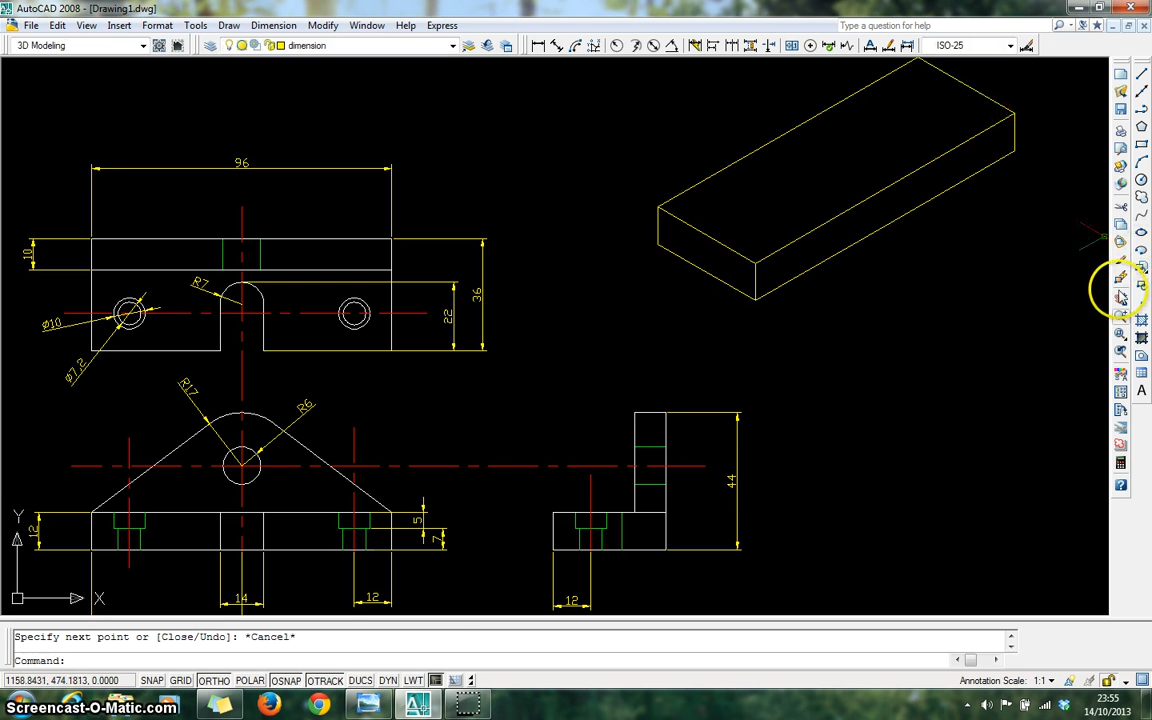 AutoCAD 2008 - [Drawing1.dwg]
File Edit View Insert Format Tools Draw Dimension Modify Window Help Express
Type a question for help
3D Modeling
dimension
ISO-25
96
10
R7
36
22
Ø10
Ø7,2
R17
R6
44
12
5
7
14
12
12
Y
X
A
Specify next point or [Close/Undo]: *Cancel*
Command:
1158.8431, 474.1813, 0.0000
SNAP GRID ORTHO POLAR OSNAP OTRACK DUCS DYN LWT
Annotation Scale: 1:1
23:55
14/10/2013
Screencast-O-Matic.com